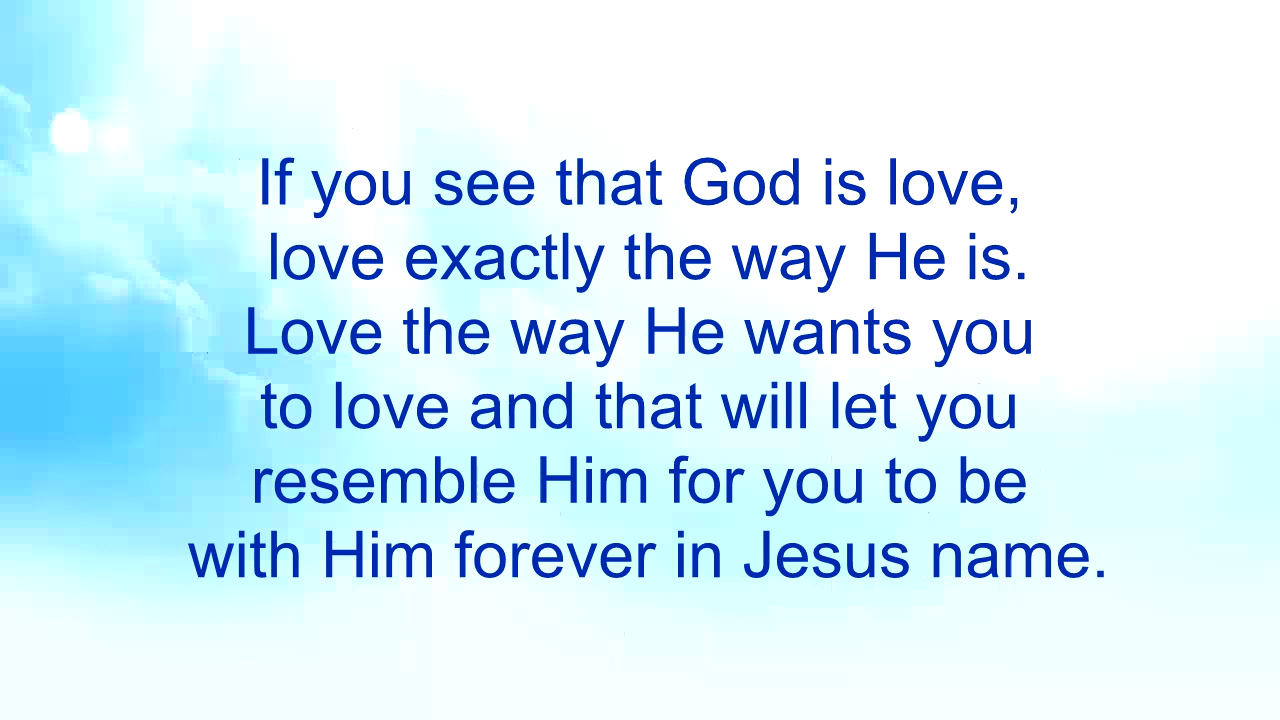 If you see that God is love,
love exactly the way He is.
Love the way He wants you
to love and that will let you
resemble Him for you to be
with Him forever in Jesus name.